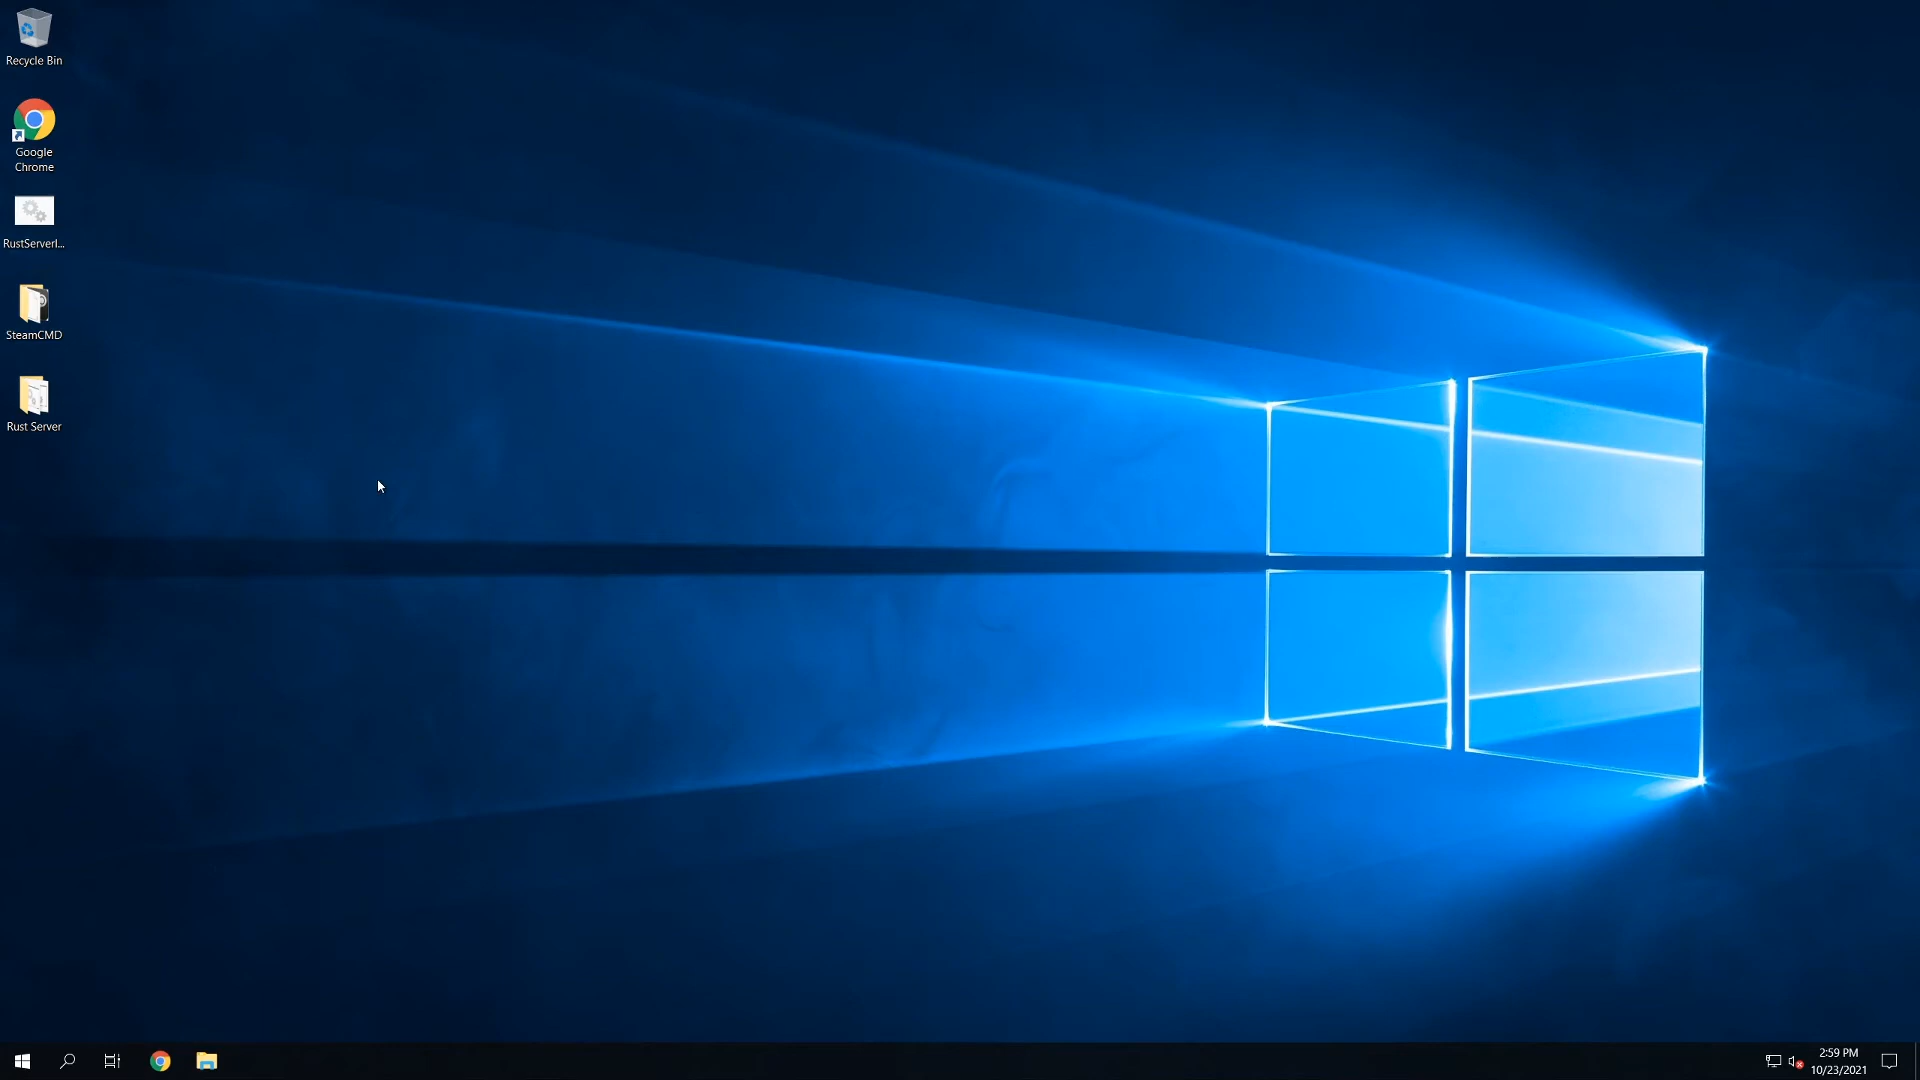 Recycle Bin
Google
Chrome
RustServerI...
SteamCMD
Rust Server
2:59 PM
10/23/2021